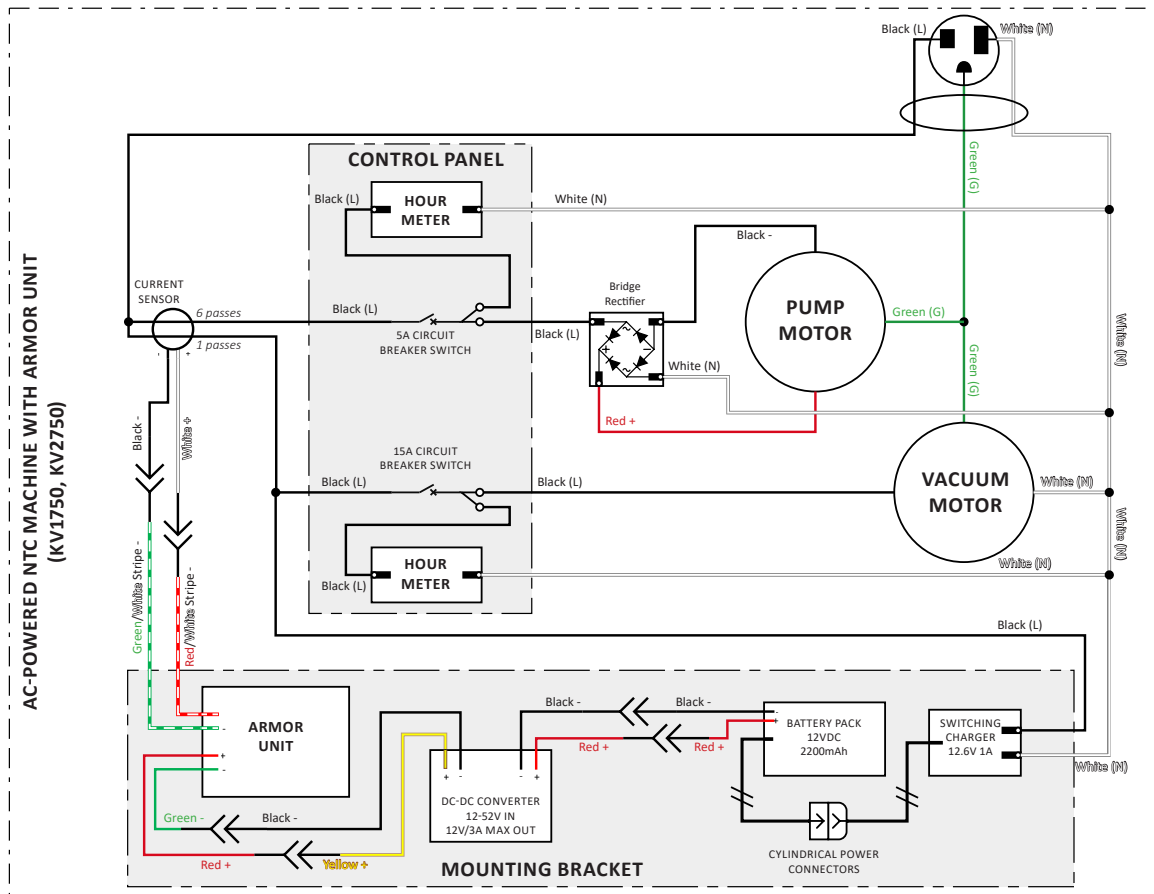 AC-POWERED NTC MACHINE WITH ARMOR UNIT
(KV1750, KV2750)
Black (L)
White (N)
Green (G)
CONTROL PANEL
Black (L)
HOUR
METER
White (N)
Black -
CURRENT
SENSOR
6 passes
1 passes
- +
Black (L)
5A CIRCUIT
BREAKER SWITCH
Black (L)
Bridge
Rectifier
+
-
~
~
White (N)
Red +
PUMP
MOTOR
Green (G)
White (N)
Green (G)
Black -
White +
15A CIRCUIT
BREAKER SWITCH
Black (L)
Black (L)
VACUUM
MOTOR
White (N)
White (N)
HOUR
METER
Black (L)
White (N)
Green/White Stripe -
Red/White Stripe -
Black (L)
ARMOR
UNIT
-
+
-
Black -
Black -
Red +
Red +
-
+
BATTERY PACK
12VDC
2200mAh
SWITCHING
CHARGER
12.6V 1A
White (N)
+ - - +
DC-DC CONVERTER
12-52V IN
12V/3A MAX OUT
Green -
Black -
Red +
Yellow +
CYLINDRICAL POWER
CONNECTORS
MOUNTING BRACKET